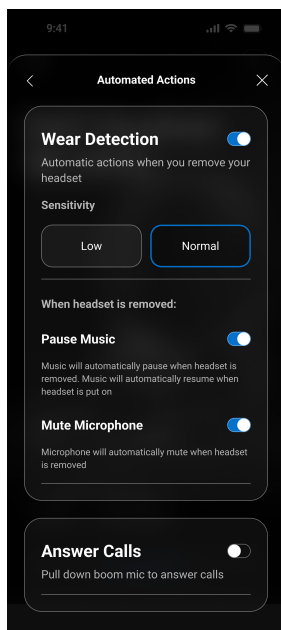 9:41
Automated Actions
Wear Detection
Automatic actions when you remove your
headset
Sensitivity
Low
Normal
When headset is removed:
Pause Music
Music will automatically pause when headset is
removed. Music will automatically resume when
headset is put on
Mute Microphone
Microphone will automatically mute when headset
is removed
Answer Calls
Pull down boom mic to answer calls